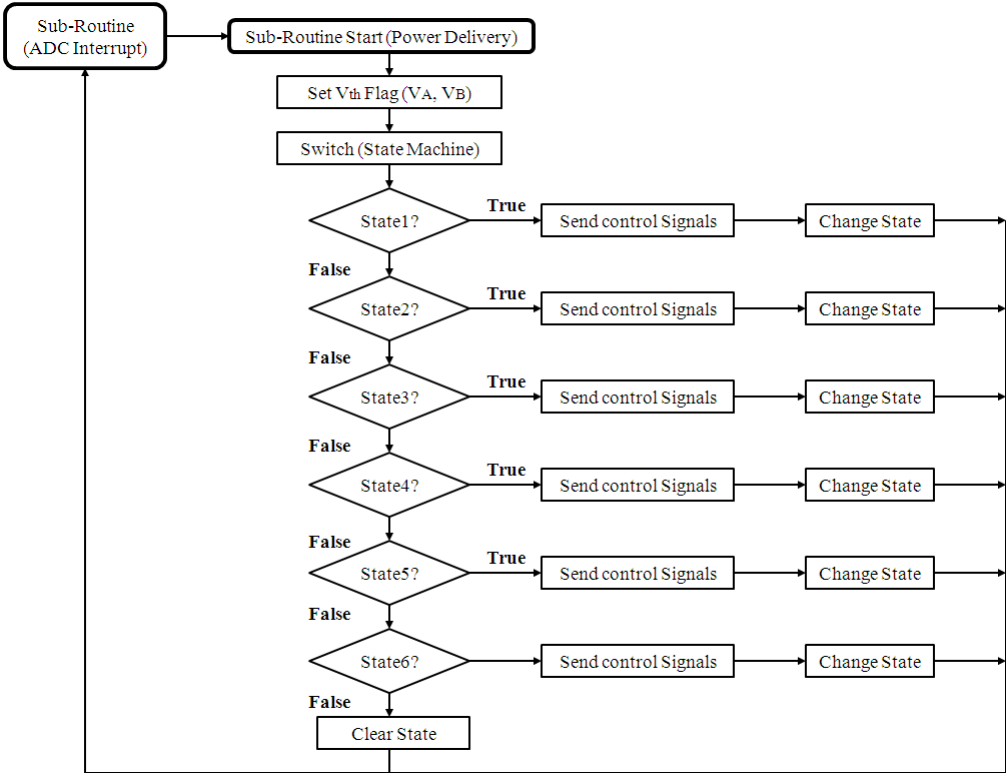 Sub-Routine
(ADC Interrupt)
Sub-Routine Start (Power Delivery)
Set Vth Flag (VA, VB)
Switch (State Machine)
State1?
True
Send control Signals
Change State
False
State2?
True
Send control Signals
Change State
False
State3?
True
Send control Signals
Change State
False
State4?
True
Send control Signals
Change State
False
State5?
True
Send control Signals
Change State
False
State6?
Send control Signals
Change State
False
Clear State